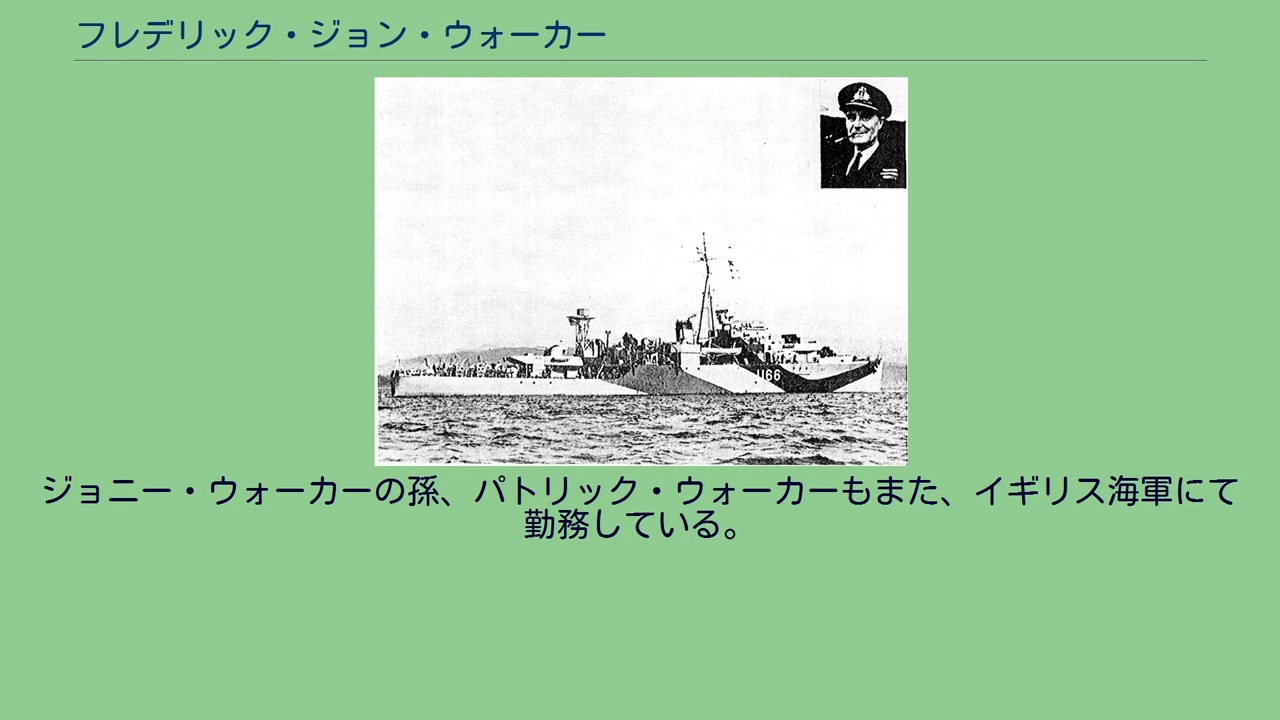 フレデリック・ジョン・ウォーカー
U66
ジョニー・ウォーカーの孫、パトリック・ウォーカーもまた、イギリス海軍にて
勤務している。